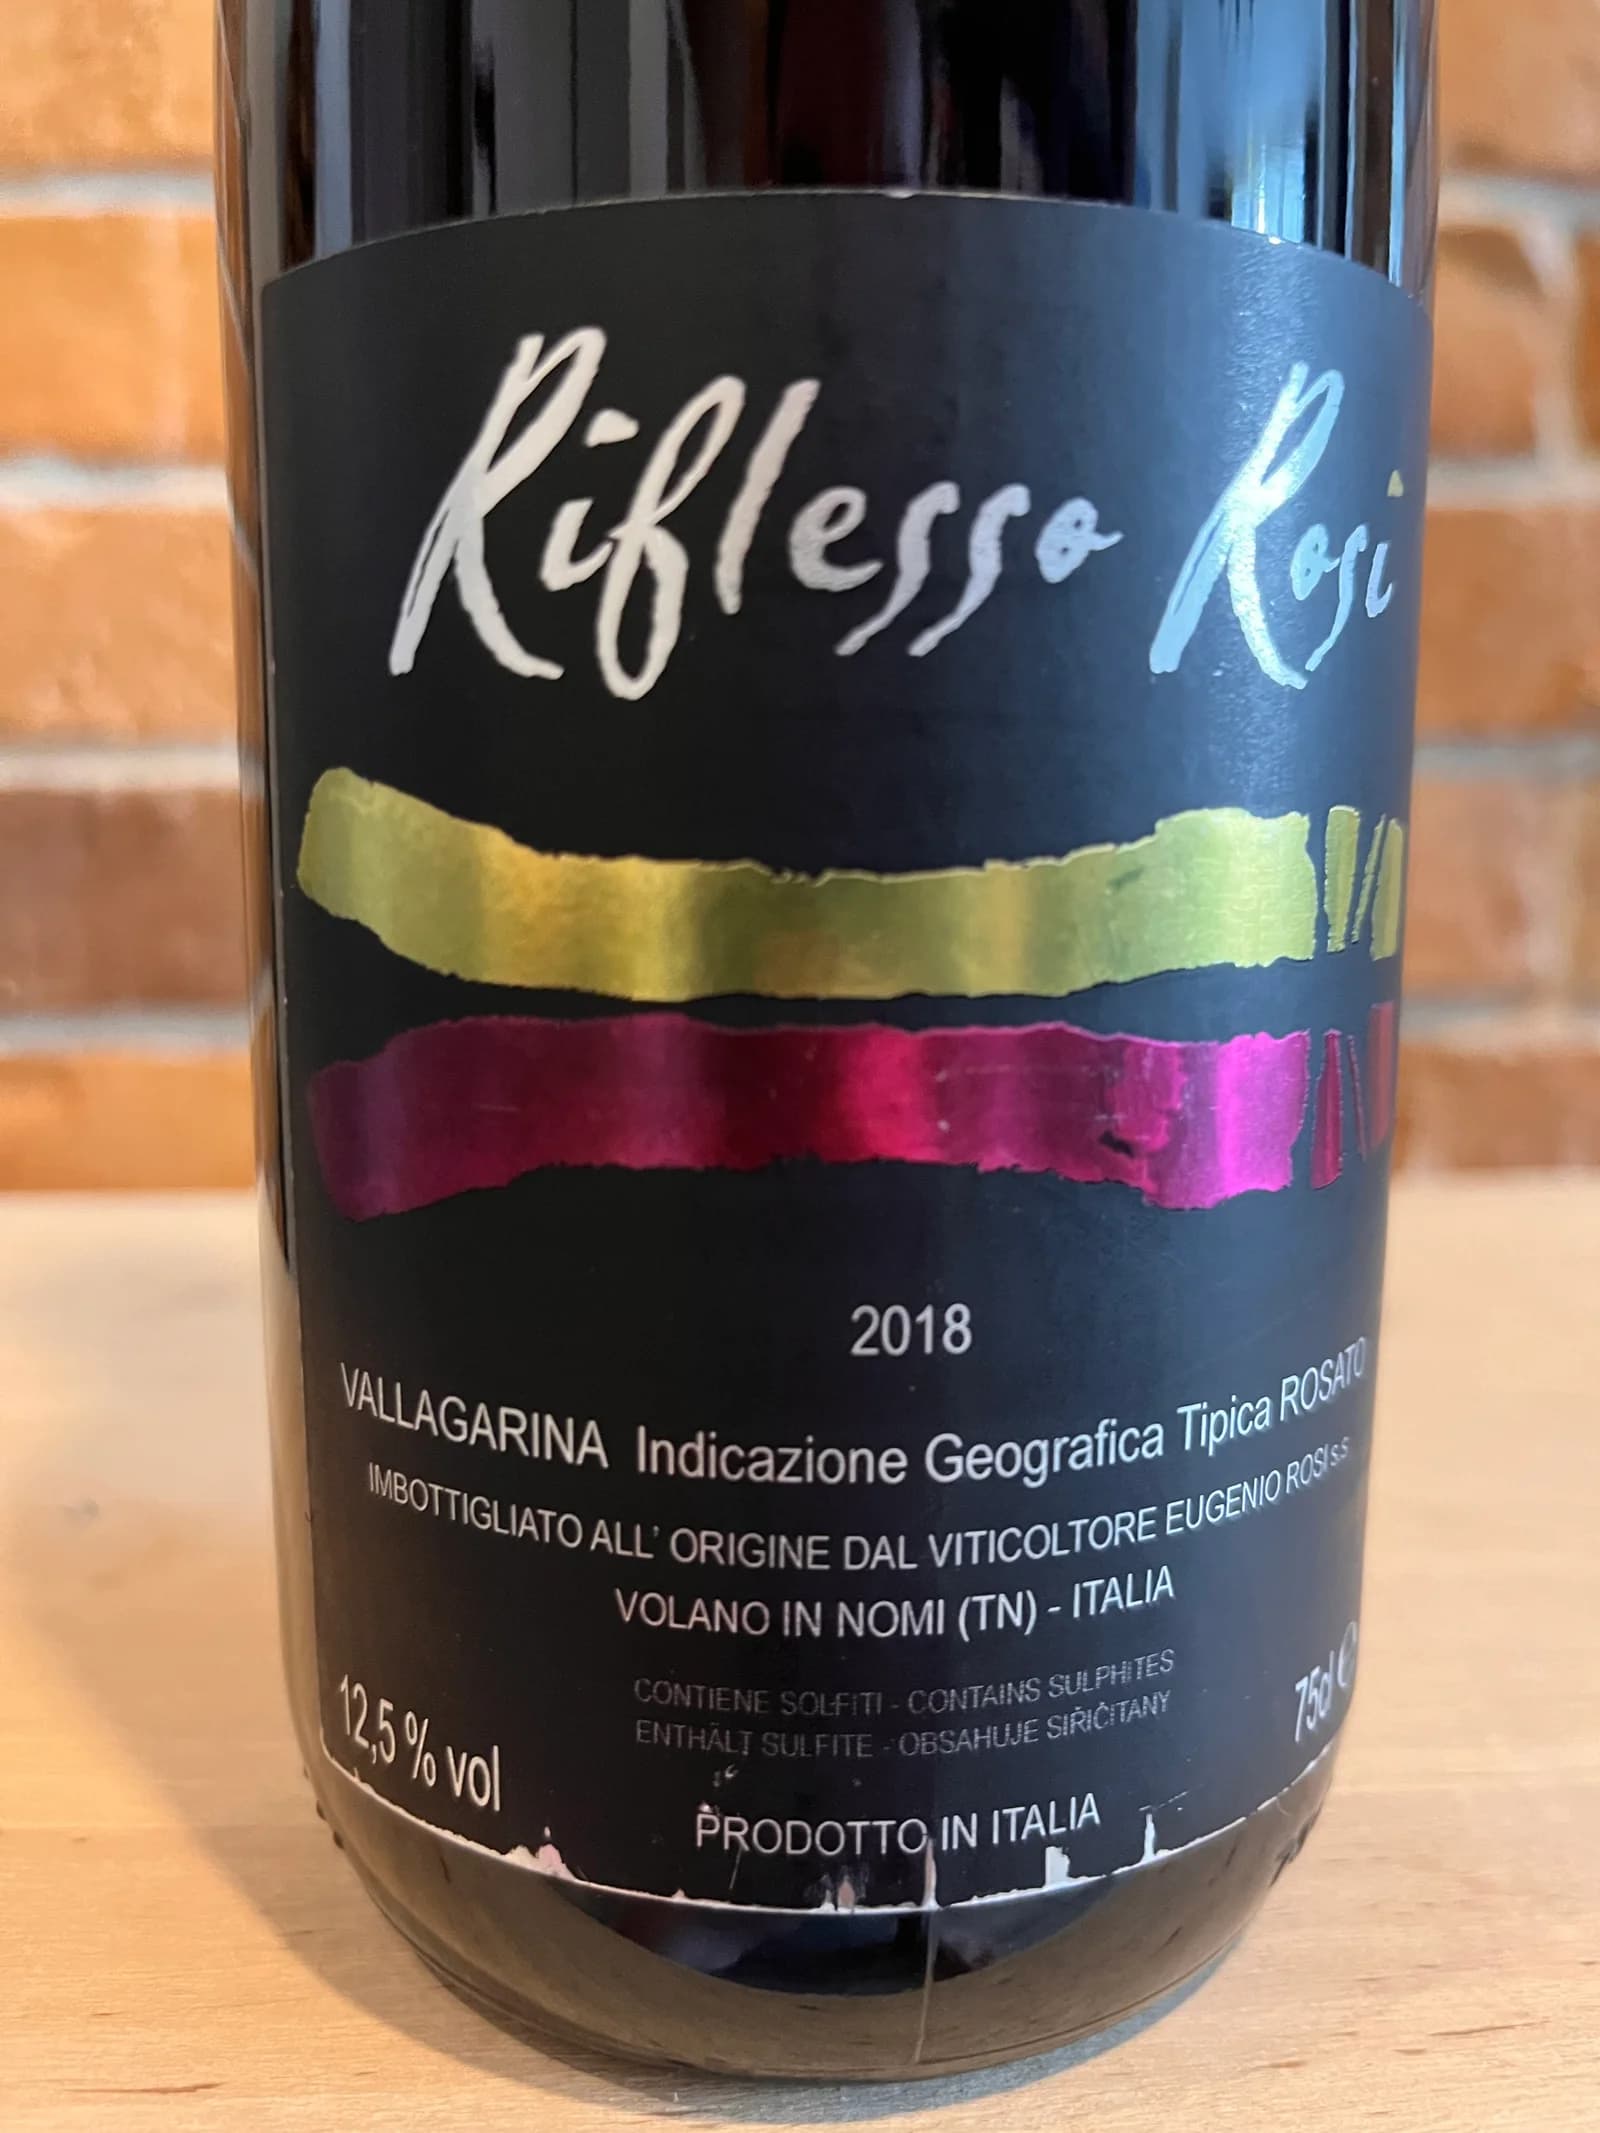 Riflesso Rosi
2018
VALLAGARINA Indicazione Geografica Tipica ROSATO
IMBOTTIGLIATO ALL' ORIGINE DAL VITICOLTORE EUGENIO ROSI s.s
VOLANO IN NOMI (TN) - ITALIA
CONTIENE SOLFITI - CONTAINS SULPHITES
ENTHÄLT SULFITE - OBSAHUJE SIŘIČITANY
12,5 % vol
75cl e
PRODOTTO IN ITALIA